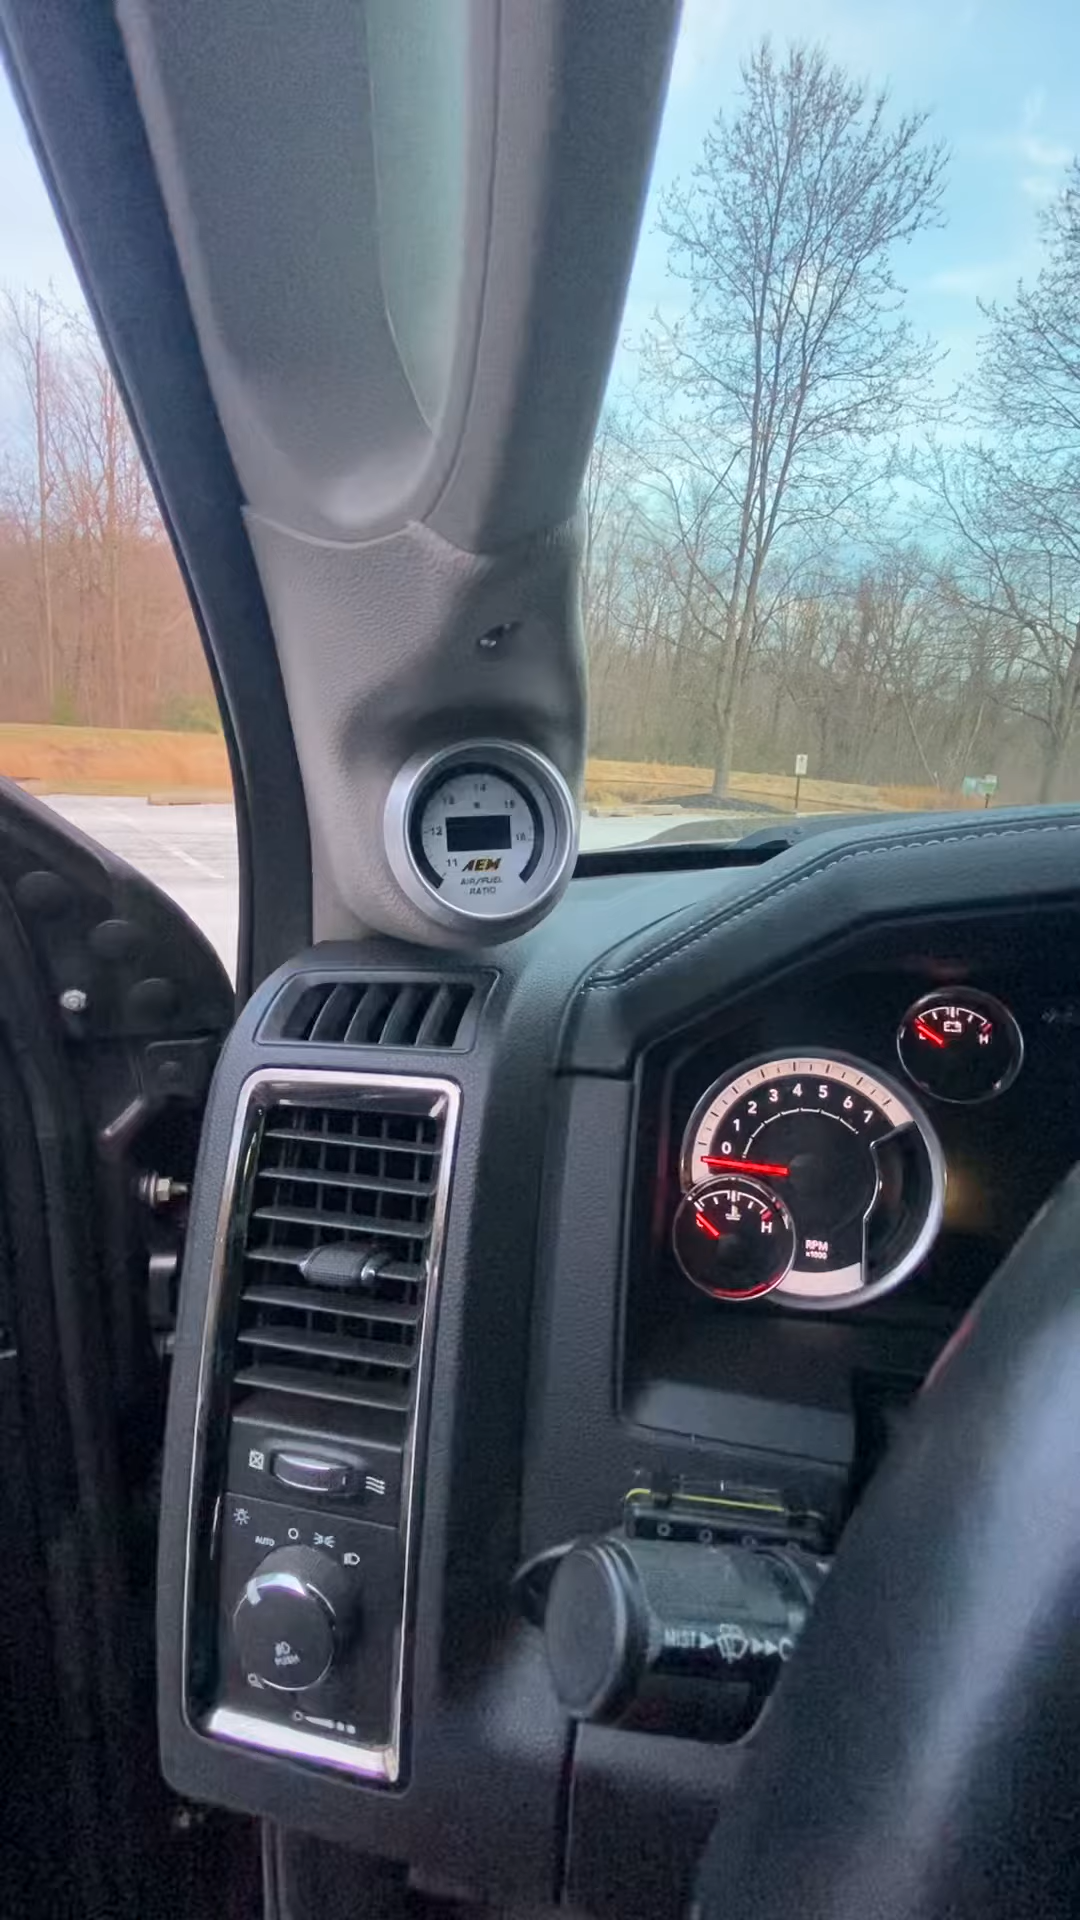 14
13 15
12 16
11 AEM
AIR/FUEL
RATIO
0 1 2 3 4 5 6 7
H
H
RPM
x1000
AUTO
MIST